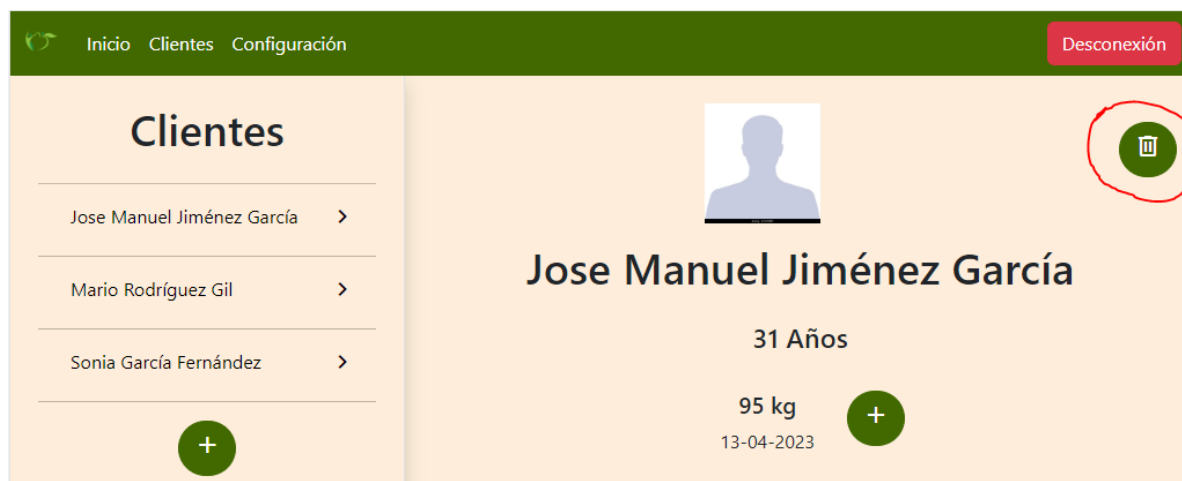 Inicio Clientes Configuración
Desconexión
Clientes
Jose Manuel Jiménez García
Mario Rodríguez Gil
Sonia García Fernández
+
Jose Manuel Jiménez García
31 Años
95 kg
+
13-04-2023